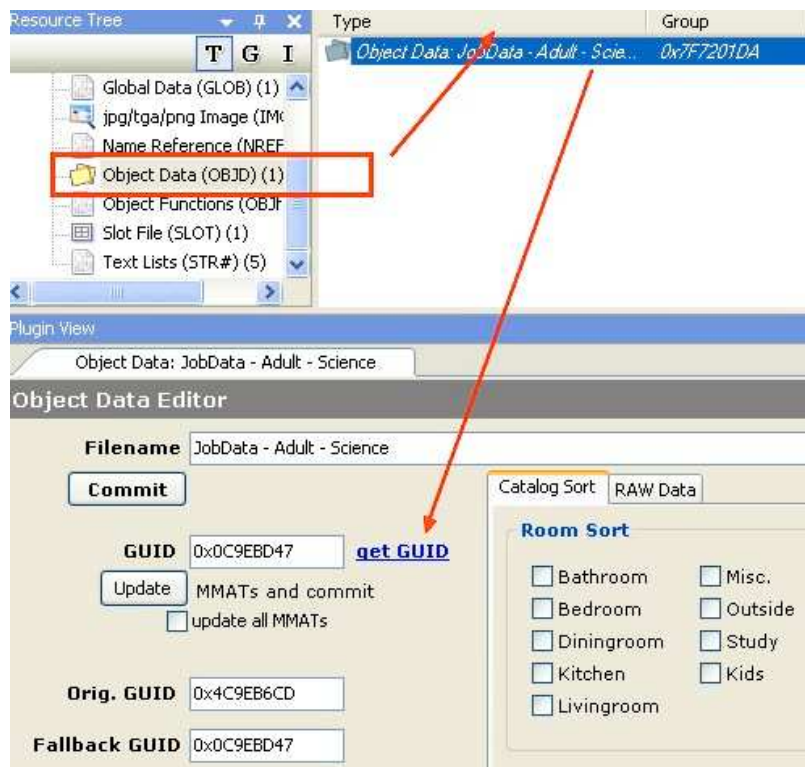 Resource Tree
T G I
Global Data (GLOB) (1)
jpg/tga/png Image (IMG
Name Reference (NREF
Object Data (OBJD) (1)
Object Functions (OBJf
Slot File (SLOT) (1)
Text Lists (STR#) (5)
Type Group
Object Data: JobData - Adult - Scie... 0x7F7201DA
Plugin View
Object Data: JobData - Adult - Science
Object Data Editor
Filename JobData - Adult - Science
Commit
GUID 0x0C9EBD47 get GUID
Update MMATs and commit
update all MMATs
Orig. GUID 0x4C9EB6CD
Fallback GUID 0x0C9EBD47
Catalog Sort RAW Data
Room Sort
Bathroom Misc.
Bedroom Outside
Diningroom Study
Kitchen Kids
Livingroom